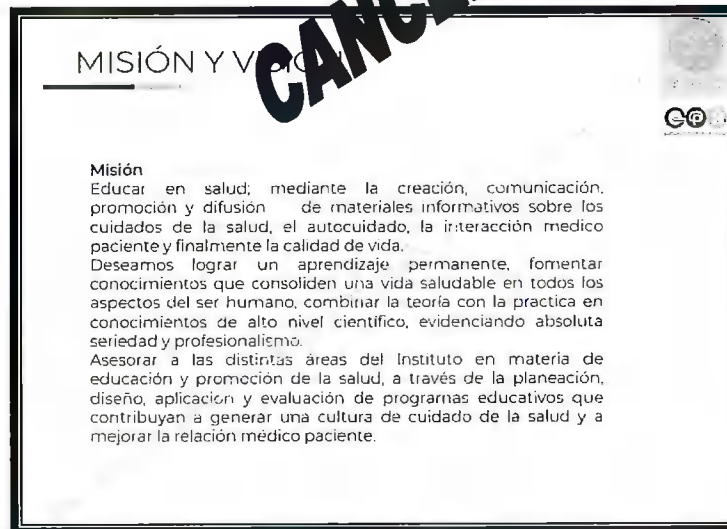 MISIÓN Y
Misión
Educar en salud; mediante la creación, comunicación,
promoción y difusión de materiales informativos sobre los
cuidados de la salud, el autocuidado, la interacción medico
paciente y finalmente la calidad de vida.
Deseamos lograr un aprendizaje permanente, fomentar
conocimientos que consoliden una vida saludable en todos los
aspectos del ser humano, combinar la teoría con la practica en
conocimientos de alto nivel científico, evidenciando absoluta
seriedad y profesionalismo.
Asesorar a las distintas áreas del Instituto en materia de
educación y promoción de la salud, a través de la planeación,
diseño, aplicación y evaluación de programas educativos que
contribuyan a generar una cultura de cuidado de la salud y a
mejorar la relación médico paciente.